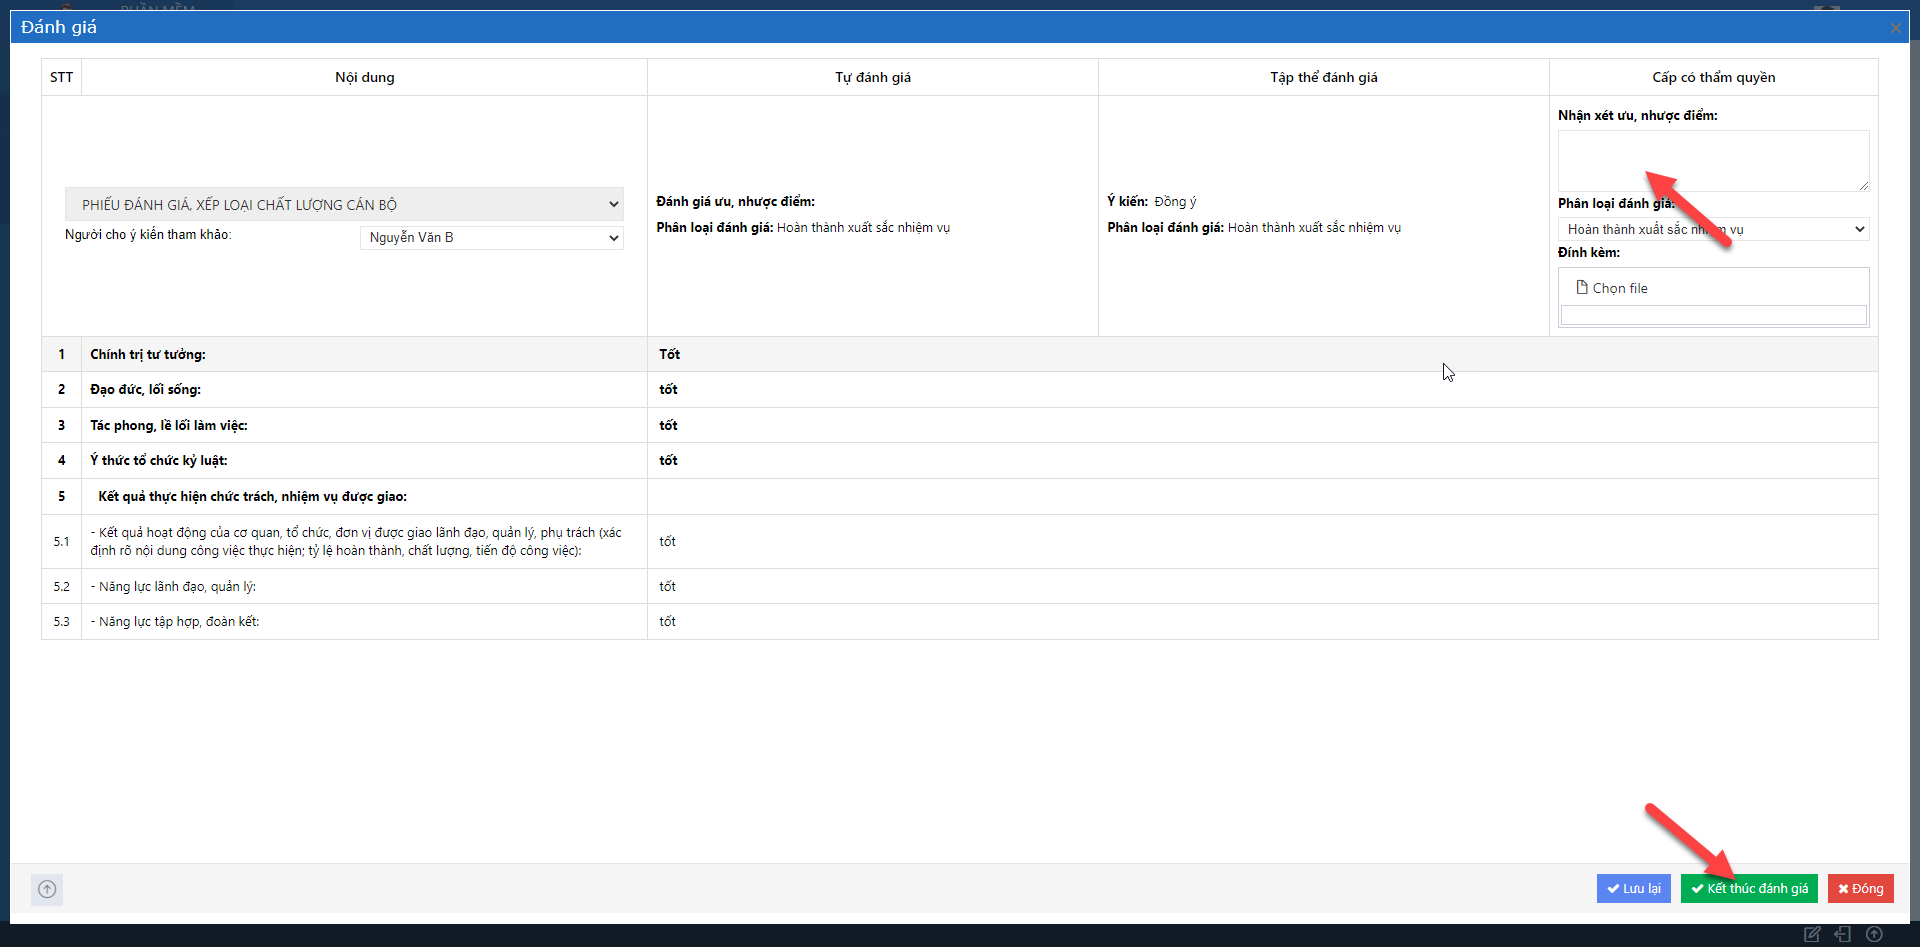 PHẦN MỀM
Đánh giá
STT
Nội dung
Tự đánh giá
Tập thể đánh giá
Cấp có thẩm quyền
PHIẾU ĐÁNH GIÁ, XẾP LOẠI CHẤT LƯỢNG CÁN BỘ
Người cho ý kiến tham khảo:
Nguyễn Văn B
Đánh giá ưu, nhược điểm:
Phân loại đánh giá: Hoàn thành xuất sắc nhiệm vụ
Ý kiến: Đồng ý
Phân loại đánh giá: Hoàn thành xuất sắc nhiệm vụ
Nhận xét ưu, nhược điểm:
Phân loại đánh giá:
Hoàn thành xuất sắc nhiệm vụ
Đính kèm:
Chọn file
1
Chính trị tư tưởng:
Tốt
2
Đạo đức, lối sống:
tốt
3
Tác phong, lề lối làm việc:
tốt
4
Ý thức tổ chức kỷ luật:
tốt
5
Kết quả thực hiện chức trách, nhiệm vụ được giao:
5.1
- Kết quả hoạt động của cơ quan, tổ chức, đơn vị được giao lãnh đạo, quản lý, phụ trách (xác
định rõ nội dung công việc thực hiện; tỷ lệ hoàn thành, chất lượng, tiến độ công việc):
tốt
5.2
- Năng lực lãnh đạo, quản lý:
tốt
5.3
- Năng lực tập hợp, đoàn kết:
tốt
Lưu lại
Kết thúc đánh giá
Đóng